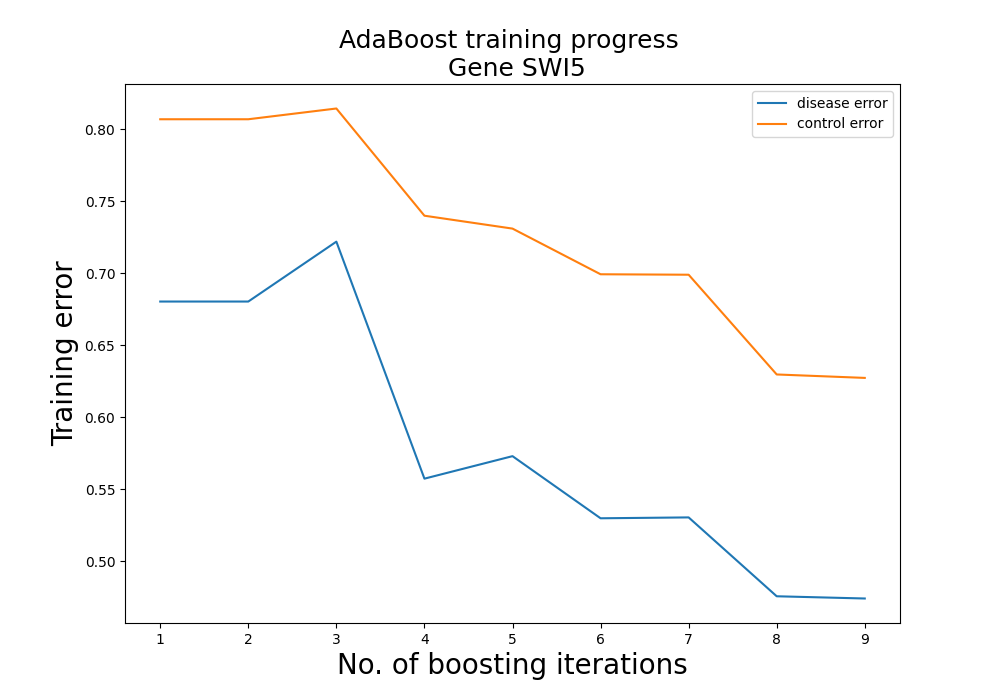 AdaBoost training progress
Gene SWI5
disease error
control error
Training error
0.80
0.75
0.70
0.65
0.60
0.55
0.50
1 2 3 4 5 6 7 8 9
No. of boosting iterations